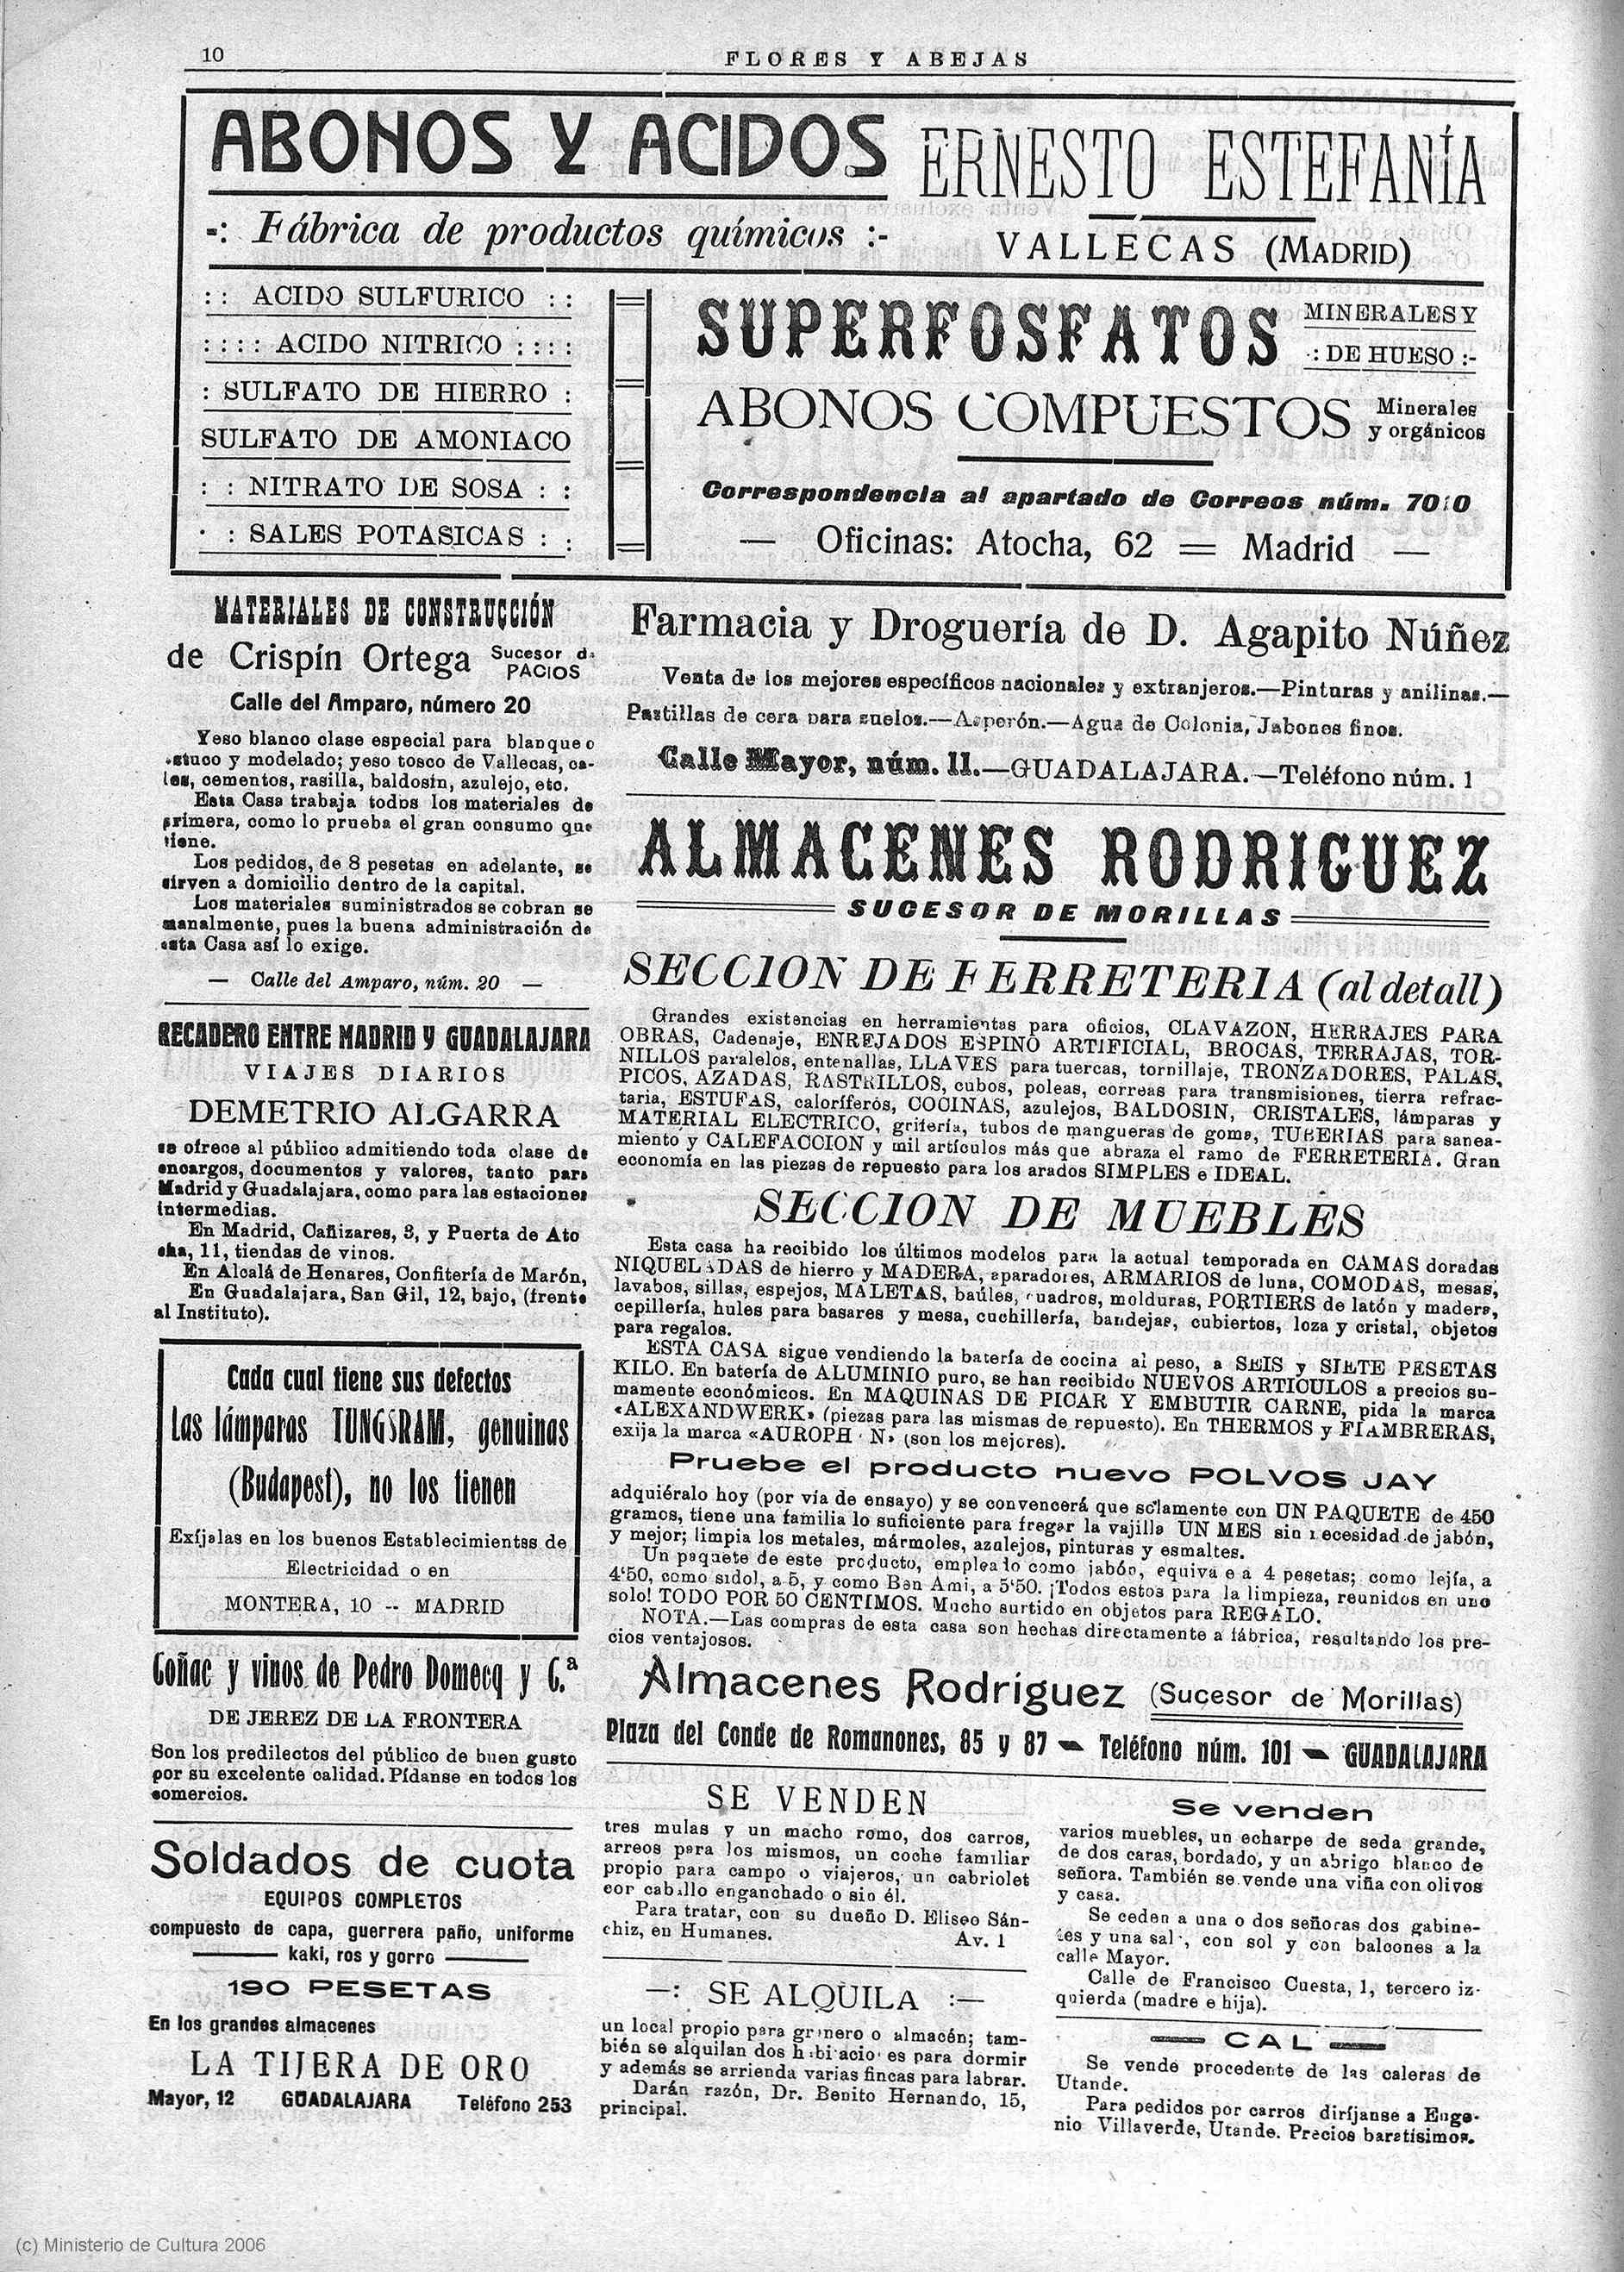 10
FLORES Y ABEJAS
ABONOS Y ACIDOS
-: Fábrica de productos químicos :-
ERNESTO ESTEFANÍA
VALLECAS (MADRID)
: : ACIDO SULFURICO : :
: : : : ACIDO NITRICO : : : :
: SULFATO DE HIERRO :
SULFATO DE AMONIACO
: : NITRATO DE SOSA : :
· : SALES POTASICAS : :
SUPERFOSFATOS MINERALES Y
·: DE HUESO :-
ABONOS COMPUESTOS Minerales
y orgánicos
Correspondencia al apartado de Correos núm.
— Oficinas: Atocha, 62 = Madrid —
MATERIALES DE CONSTRUCCIÓN
de Crispín Ortega Sucesor d
PACIOS
Calle del Amparo, número 20
Yeso blanco clase especial para blanqueo
stuco y modelado; yeso tosco de Vallecas, ca-
les, cementos, rasilla, baldosín, azulejo, etc.
Esta Casa trabaja todos los materiales de
primera, como lo prueba el gran consumo que
tiene.
Los pedidos, de 8 pesetas en adelante, se
sirven a domicilio dentro de la capital.
Los materiales suministrados se cobran se
manalmente, pues la buena administración de
esta Casa así lo exige.
— Calle del Amparo, núm. 20 —
RECADERO ENTRE MADRID Y GUADALAJARA
VIAJES DIARIOS
DEMETRIO ALGARRA
se ofrece al público admitiendo toda clase de
encargos, documentos y valores, tanto para
Madrid y Guadalajara, como para las estaciones
intermedias.
En Madrid, Cañizares, 3, y Puerta de Ato
cha, 11, tiendas de vinos.
En Alcalá de Henares, Confitería de Marón,
En Guadalajara, San Gil, 12, bajo, (frente
al Instituto).
Cada cual tiene sus defectos
Las lámparas TUNGSRAM, genuinas
(Budapest), no los tienen
Exíjalas en los buenos Establecimientos de
Electricidad o en
MONTERA, 10 -- MADRID
Coñac y vinos de Pedro Domecq y C.ª
DE JEREZ DE LA FRONTERA
Son los predilectos del público de buen gusto
por su excelente calidad. Pídanse en todos los
comercios.
Soldados de cuota
EQUIPOS COMPLETOS
compuesto de capa, guerrera paño, uniforme
kaki, ros y gorro
190 PESETAS
En los grandes almacenes
LA TIJERA DE ORO
Mayor, 12 GUADALAJARA Teléfono 253
Farmacia y Droguería de D. Agapito Núñez
Venta de los mejores específicos nacionales y extranjeros.—Pinturas y anilinas.—
Pastillas de cera para suelos.—Asperón.—Agua de Colonia, Jabones finos.
Calle Mayor, núm. 11.—GUADALAJARA.—Teléfono núm. 1
ALMACENES RODRIGUEZ
SUCESOR DE MORILLAS
SECCION DE FERRETERIA (al detall)
Grandes existencias en herramientas para oficios, CLAVAZON, HERRAJES PARA
OBRAS, Cadenaje, ENREJADOS ESPINO ARTIFICIAL, BROCAS, TERRAJAS, TOR-
NILLOS paralelos, entenallas, LLAVES para tuercas, tornillaje, TRONZADORES, PALAS,
PICOS, AZADAS, RASTRILLOS, cubos, poleas, correas para transmisiones, tierra refrac-
taria, ESTUFAS, caloríferos, COCINAS, azulejos, BALDOSIN, CRISTALES, lámparas y
MATERIAL ELECTRICO, grifería, tubos de mangueras de goma, TUBERIAS para sanea-
miento y CALEFACCION y mil artículos más que abraza el ramo de FERRETERIA. Gran
economía en las piezas de repuesto para los arados SIMPLES e IDEAL.
SECCION DE MUEBLES
Esta casa ha recibido los últimos modelos para la actual temporada en CAMAS doradas
NIQUELADAS de hierro y MADERA, aparadores, ARMARIOS de luna, COMODAS, mesas,
lavabos, sillas, espejos, MALETAS, baúles, cuadros, molduras, PORTIERS de latón y madera,
cepillería, hules para basares y mesa, cuchillería, bandejas, cubiertos, loza y cristal, objetos
para regalos.
ESTA CASA sigue vendiendo la batería de cocina al peso, a SEIS y SIETE PESETAS
KILO. En batería de ALUMINIO puro, se han recibido NUEVOS ARTICULOS a precios su-
mamente económicos. En MAQUINAS DE PICAR Y EMBUTIR CARNE, pida la marca
«ALEXANDWERK» (piezas para las mismas de repuesto). En THERMOS y FIAMBRERAS,
exija la marca (son los mejores).
Pruebe el producto nuevo POLVOS JAY
adquiéralo hoy (por vía de ensayo) y se convencerá que solamente con UN PAQUETE de 450
gramos, tiene una familia lo suficiente para fregar la vajilla UN MES sin necesidad de jabón,
y mejor; limpia los metales, mármoles, azalejos, pinturas y esmaltes.
Un paquete de este producto, empleado como jabón, equivale a 4 pesetas; como lejía, a
4'50, como sidol, a 5, y como Ben Ami, a 5'50. ¡Todos estos para la limpieza, reunidos en uno
solo! TODO POR 50 CENTIMOS. Mucho surtido en objetos para REGALO.
NOTA.—Las compras de esta casa son hechas directamente a fábrica, resultando los pre-
cios ventajosos.
Almacenes Rodríguez (Sucesor de Morillas)
Plaza del Conde de Romanones, 85 y 87 — Teléfono núm. 101 — GUADALAJARA
SE VENDEN
tres mulas y un macho romo, dos carros,
arreos para los mismos, un coche familiar
propio para campo o viajeros, un cabriolet
con caballo enganchado o sin él.
Para tratar, con su dueño D. Eliseo Sán-
chiz, en Humanes. Av. 1
—: SE ALQUILA :—
un local propio para granero o almacén; tam-
bién se alquilan dos habitaciones para dormir
y además se arrienda varias fincas para labrar.
Darán razón, Dr. Benito Hernando, 15,
principal.
Se venden
varios muebles, un echarpe de seda grande,
de dos caras, bordado, y un abrigo blanco de
señora. También se vende una viña con olivos
y casa.
Se ceden a una o dos señoras dos gabine-
tes y una sala, con sol y con balcones a la
calle Mayor.
Calle de Francisco Cuesta, 1, tercero iz-
quierda (madre e hija).
— CAL —
Se vende procedente de las caleras de
Utande.
Para pedidos por carros diríjanse a Euge-
nio Villaverde, Utande. Precios baratísimos.
(c) Ministerio de Cultura 2006